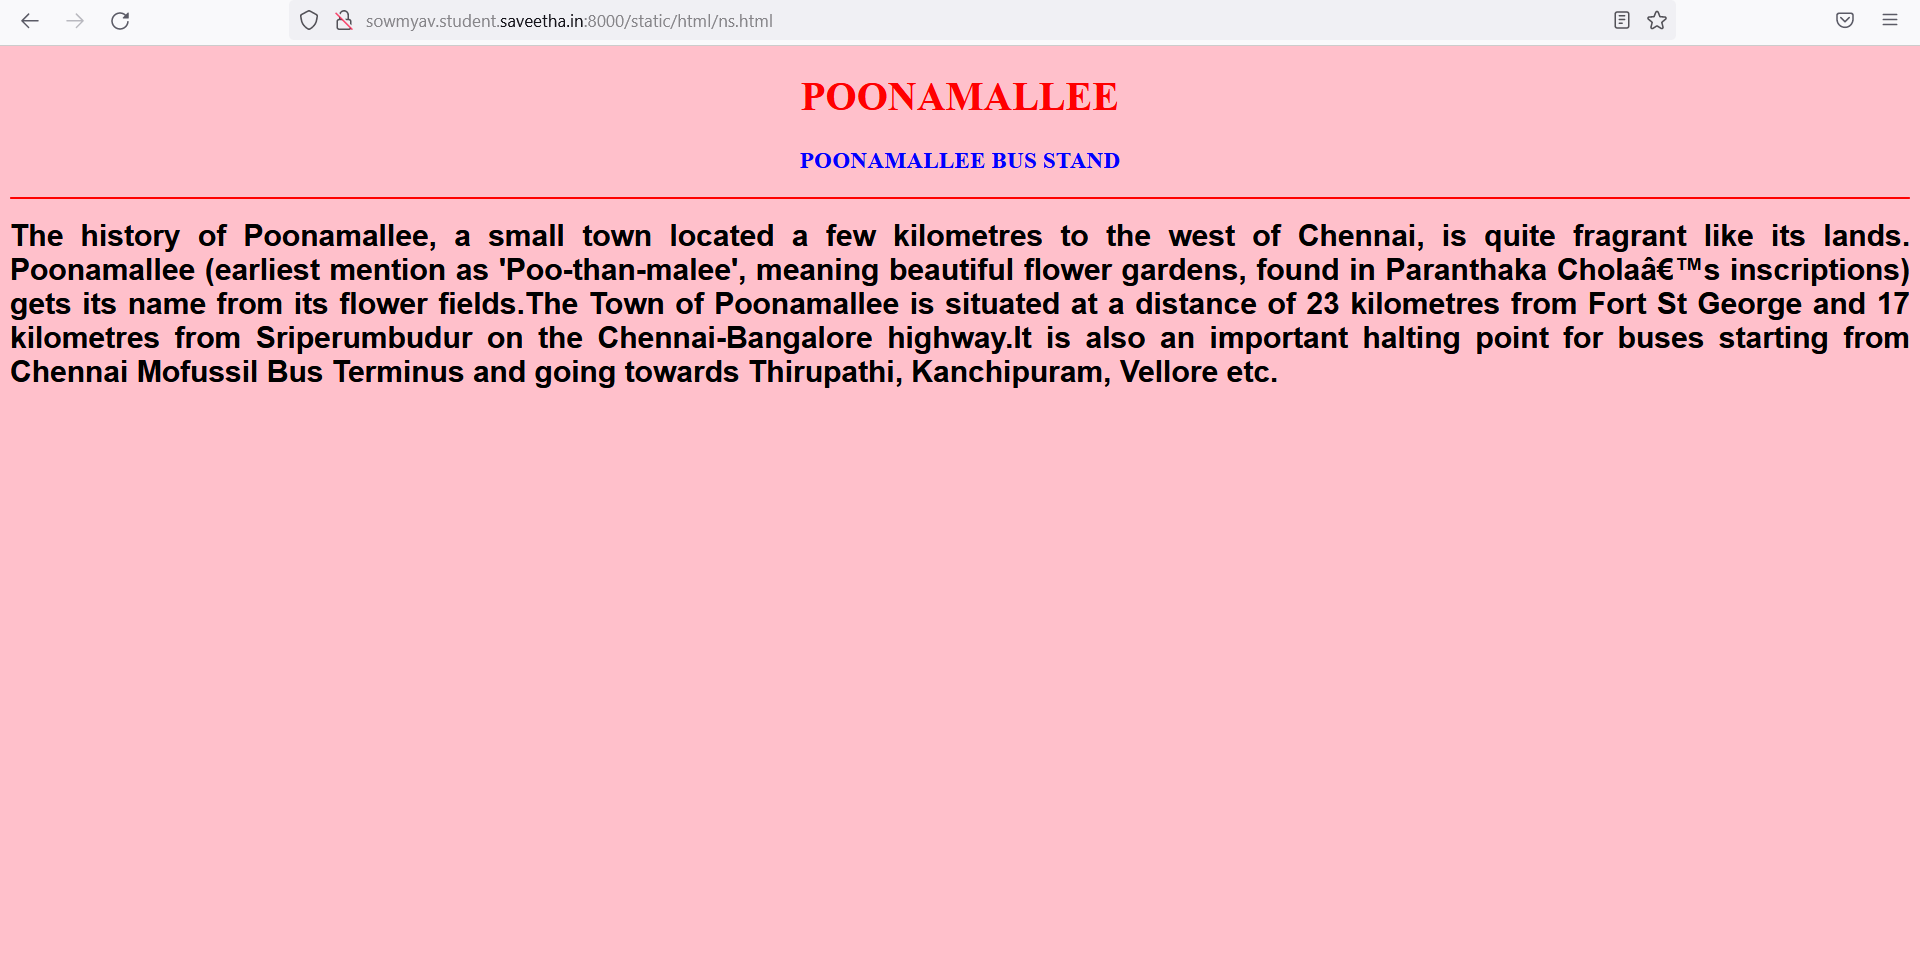 sowmyav.student.saveetha.in:8000/static/html/ns.html
POONAMALLEE
POONAMALLEE BUS STAND
The history of Poonamallee, a small town located a few kilometres to the west of Chennai, is quite fragrant like its lands.
Poonamallee (earliest mention as 'Poo-than-malee', meaning beautiful flower gardens, found in Paranthaka Cholaâ€™s inscriptions)
gets its name from its flower fields.The Town of Poonamallee is situated at a distance of 23 kilometres from Fort St George and 17
kilometres from Sriperumbudur on the Chennai-Bangalore highway.It is also an important halting point for buses starting from
Chennai Mofussil Bus Terminus and going towards Thirupathi, Kanchipuram, Vellore etc.